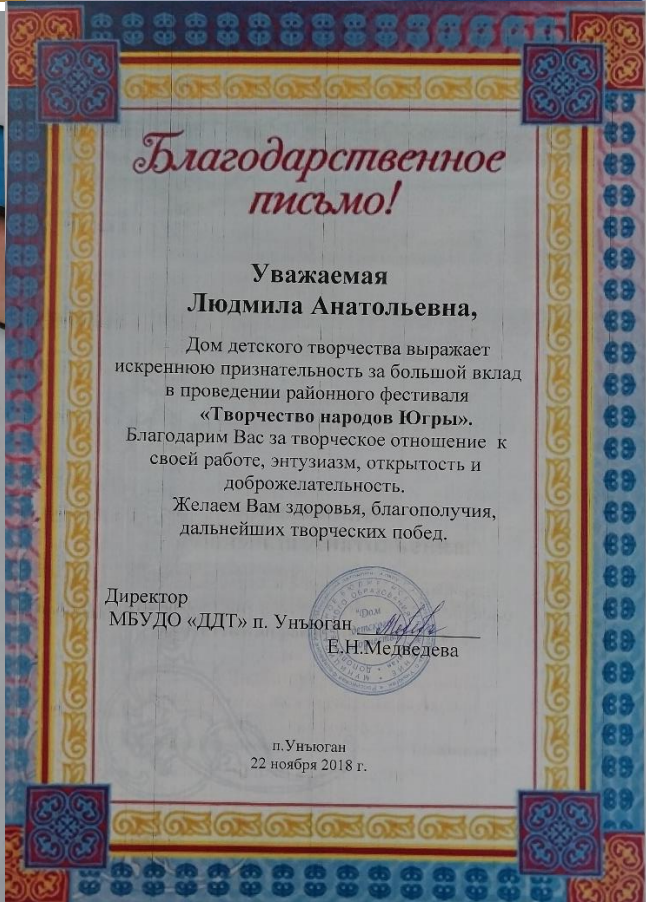 Благодарственное
письмо!
Уважаемая
Людмила Анатольевна,
Дом детского творчества выражает
искреннюю признательность за большой вклад
в проведении районного фестиваля
«Творчество народов Югры».
Благодарим Вас за творческое отношение к
своей работе, энтузиазм, открытость и
доброжелательность.
Желаем Вам здоровья, благополучия,
дальнейших творческих побед.
Директор
МБУДО «ДДТ» п. Унъюган
"Дом
Е.Н.Медведева
п.Унъюган
22 ноября 2018 г.